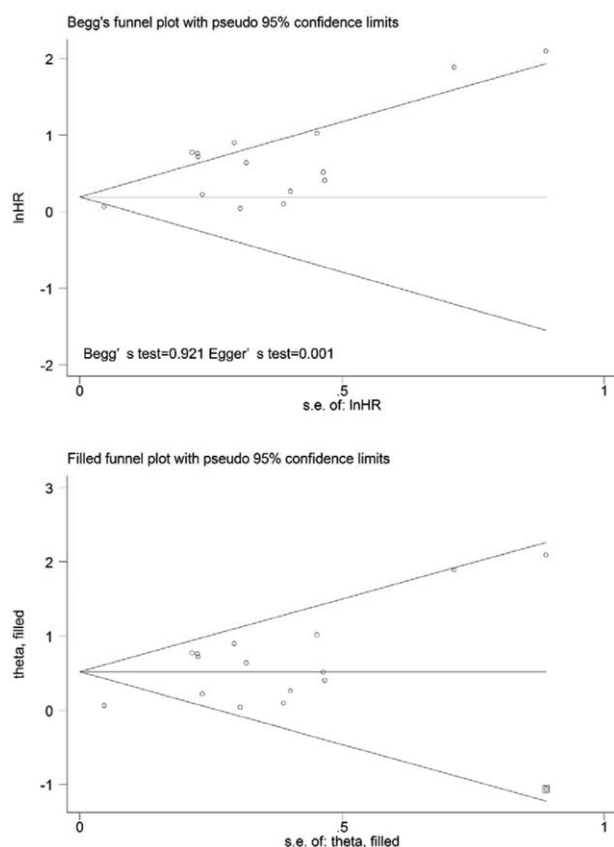 Begg's funnel plot with pseudo 95% confidence limits
2
1
lnHR
0
-1
Begg' s test=0.921 Egger' s test=0.001
-2
0
.5
1
s.e. of: lnHR
Filled funnel plot with pseudo 95% confidence limits
3
2
theta, filled
1
0
-1
0
.5
1
s.e. of: theta, filled